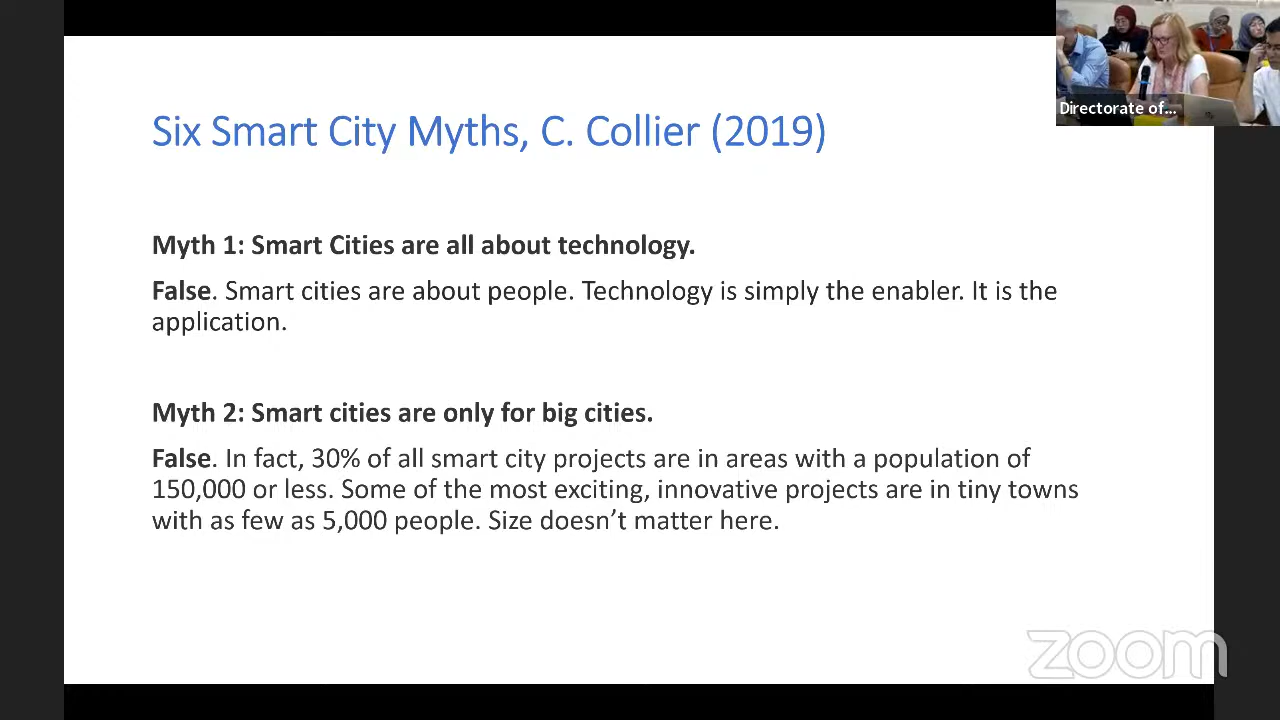 Six Smart City Myths, C. Collier (2019)
Directorate of...
Myth 1: Smart Cities are all about technology.
False. Smart cities are about people. Technology is simply the enabler. It is the
application.
Myth 2: Smart cities are only for big cities.
False. In fact, 30% of all smart city projects are in areas with a population of
150,000 or less. Some of the most exciting, innovative projects are in tiny towns
with as few as 5,000 people. Size doesn’t matter here.
zoom